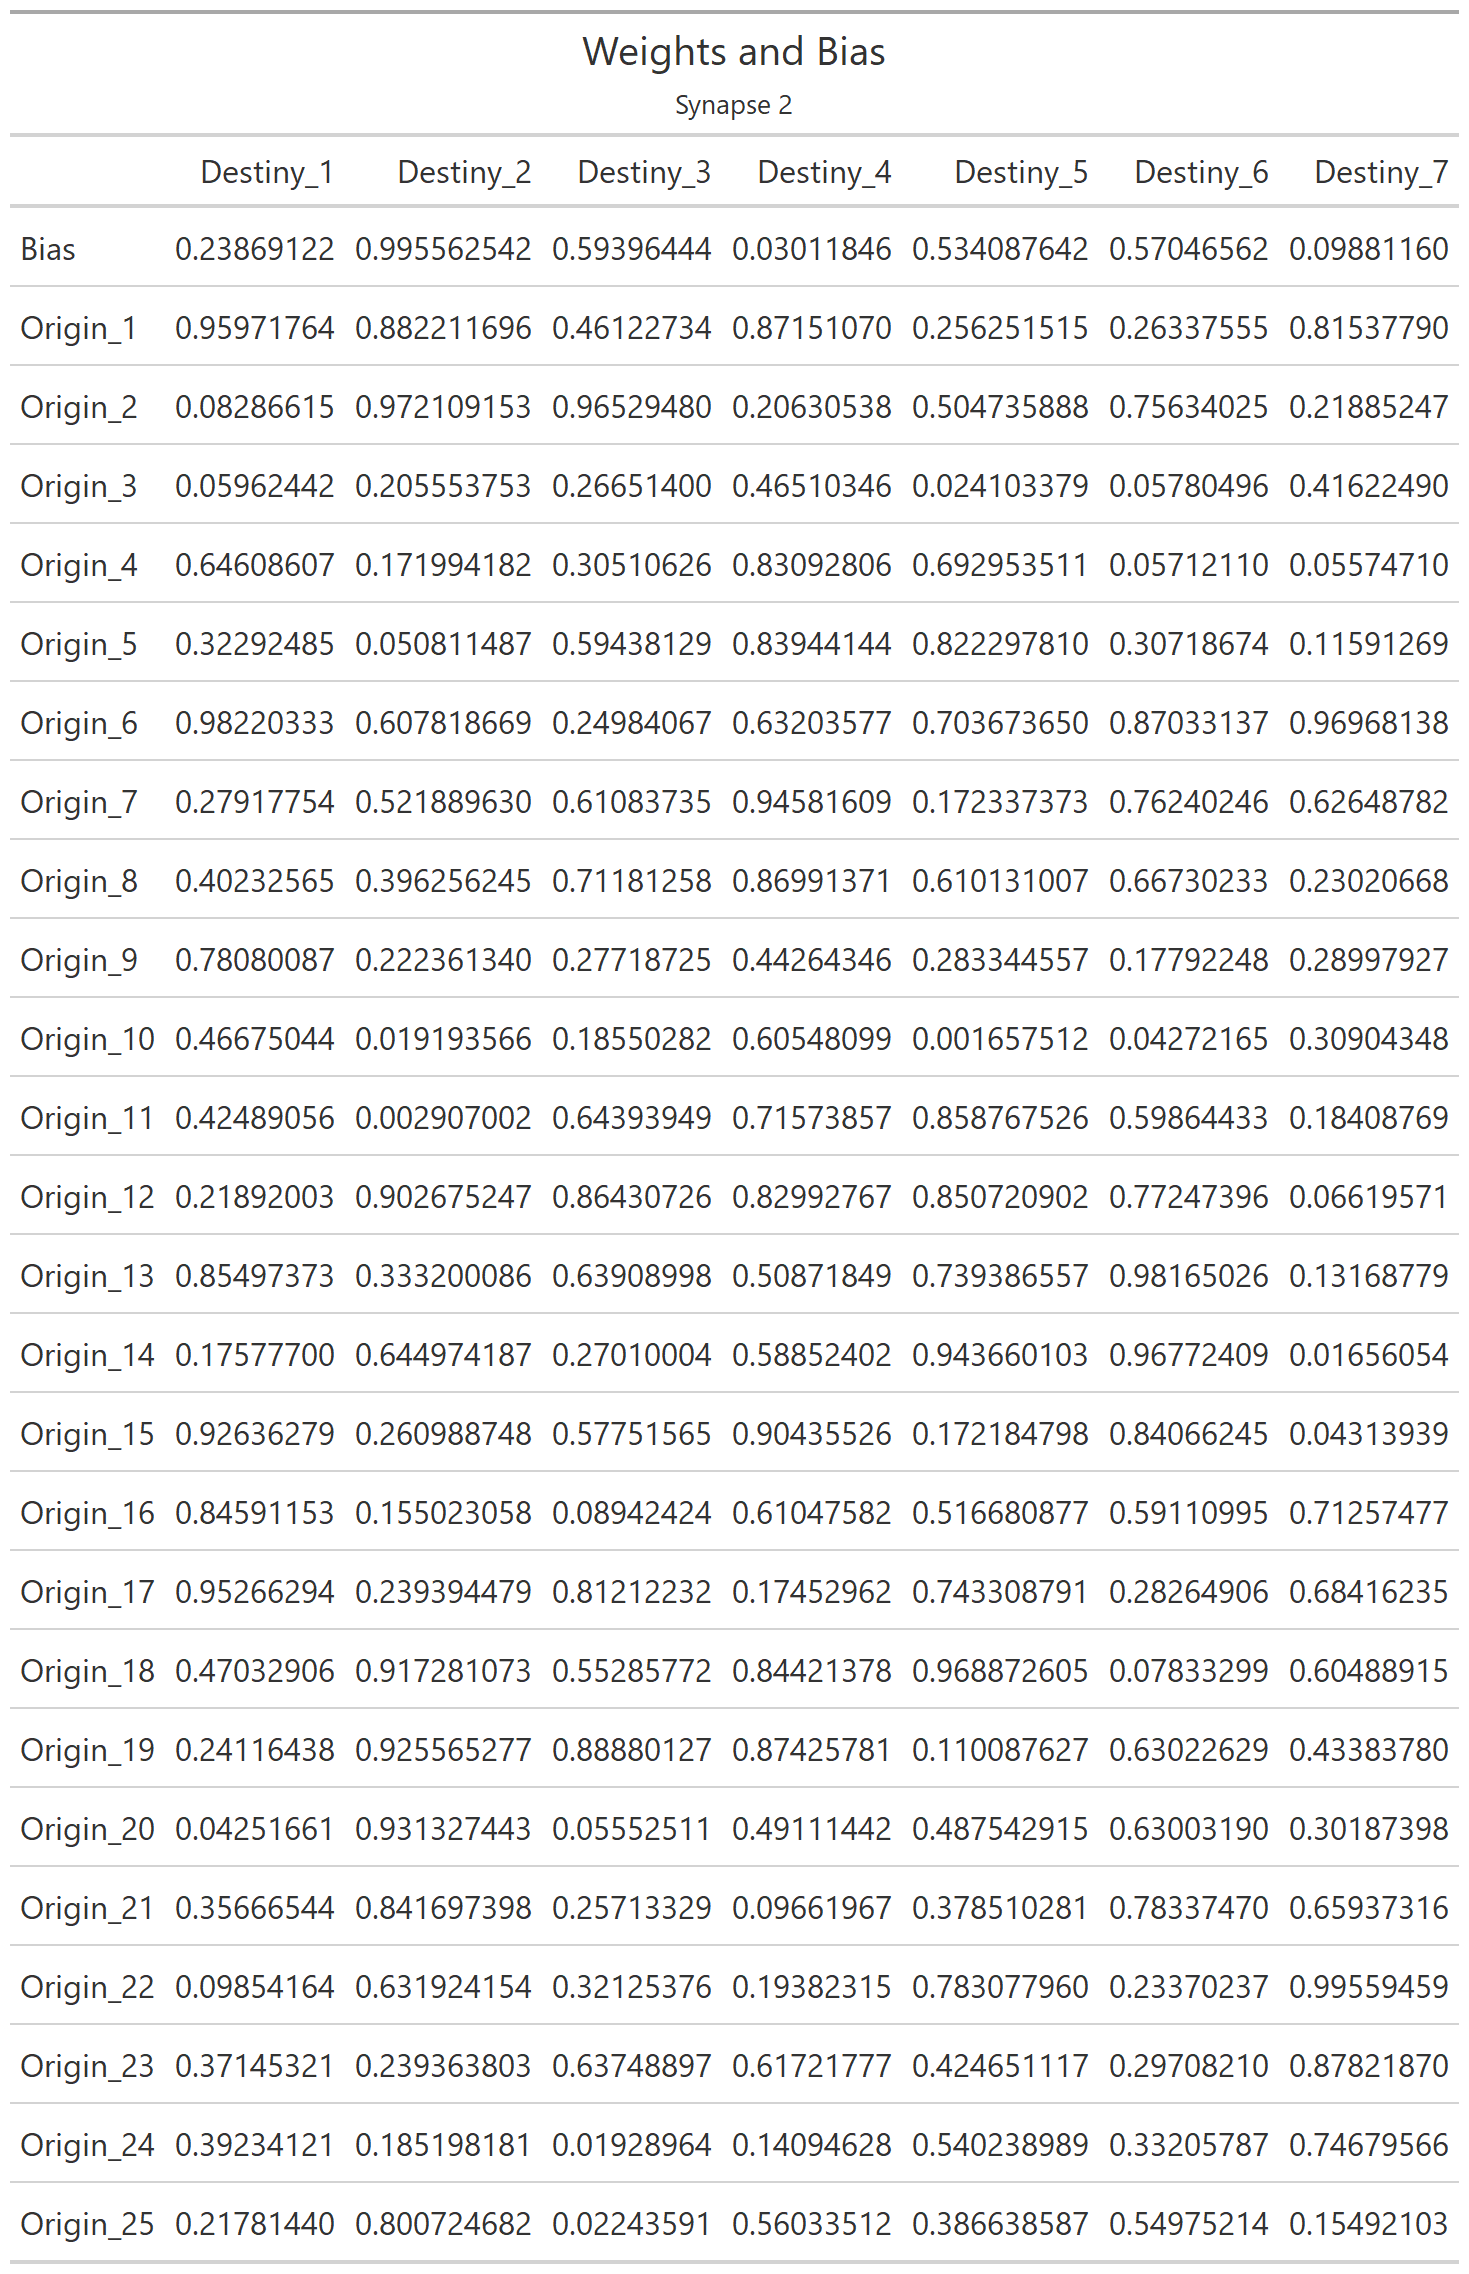 Weights and Bias
Synapse 2
Destiny_1 Destiny_2 Destiny_3 Destiny_4 Destiny_5 Destiny_6 Destiny_7
Bias 0.23869122 0.995562542 0.59396444 0.03011846 0.534087642 0.57046562 0.09881160
Origin_1 0.95971764 0.882211696 0.46122734 0.87151070 0.256251515 0.26337555 0.81537790
Origin_2 0.08286615 0.972109153 0.96529480 0.20630538 0.504735888 0.75634025 0.21885247
Origin_3 0.05962442 0.205553753 0.26651400 0.46510346 0.024103379 0.05780496 0.41622490
Origin_4 0.64608607 0.171994182 0.30510626 0.83092806 0.692953511 0.05712110 0.05574710
Origin_5 0.32292485 0.050811487 0.59438129 0.83944144 0.822297810 0.30718674 0.11591269
Origin_6 0.98220333 0.607818669 0.24984067 0.63203577 0.703673650 0.87033137 0.96968138
Origin_7 0.27917754 0.521889630 0.61083735 0.94581609 0.172337373 0.76240246 0.62648782
Origin_8 0.40232565 0.396256245 0.71181258 0.86991371 0.610131007 0.66730233 0.23020668
Origin_9 0.78080087 0.222361340 0.27718725 0.44264346 0.283344557 0.17792248 0.28997927
Origin_10 0.46675044 0.019193566 0.18550282 0.60548099 0.001657512 0.04272165 0.30904348
Origin_11 0.42489056 0.002907002 0.64393949 0.71573857 0.858767526 0.59864433 0.18408769
Origin_12 0.21892003 0.902675247 0.86430726 0.82992767 0.850720902 0.77247396 0.06619571
Origin_13 0.85497373 0.333200086 0.63908998 0.50871849 0.739386557 0.98165026 0.13168779
Origin_14 0.17577700 0.644974187 0.27010004 0.58852402 0.943660103 0.96772409 0.01656054
Origin_15 0.92636279 0.260988748 0.57751565 0.90435526 0.172184798 0.84066245 0.04313939
Origin_16 0.84591153 0.155023058 0.08942424 0.61047582 0.516680877 0.59110995 0.71257477
Origin_17 0.95266294 0.239394479 0.81212232 0.17452962 0.743308791 0.28264906 0.68416235
Origin_18 0.47032906 0.917281073 0.55285772 0.84421378 0.968872605 0.07833299 0.60488915
Origin_19 0.24116438 0.925565277 0.88880127 0.87425781 0.110087627 0.63022629 0.43383780
Origin_20 0.04251661 0.931327443 0.05552511 0.49111442 0.487542915 0.63003190 0.30187398
Origin_21 0.35666544 0.841697398 0.25713329 0.09661967 0.378510281 0.78337470 0.65937316
Origin_22 0.09854164 0.631924154 0.32125376 0.19382315 0.783077960 0.23370237 0.99559459
Origin_23 0.37145321 0.239363803 0.63748897 0.61721777 0.424651117 0.29708210 0.87821870
Origin_24 0.39234121 0.185198181 0.01928964 0.14094628 0.540238989 0.33205787 0.74679566
Origin_25 0.21781440 0.800724682 0.02243591 0.56033512 0.386638587 0.54975214 0.15492103